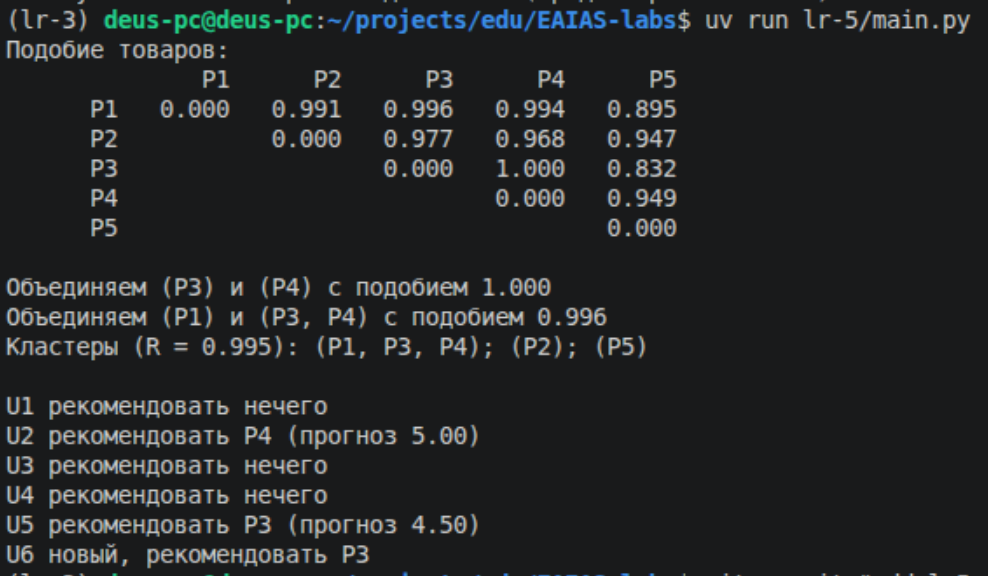 (lr-3) deus-pc@deus-pc:~/projects/edu/EAIAS-labs$ uv run lr-5/main.py
Подобие товаров:
P1 P2 P3 P4 P5
P1 0.000 0.991 0.996 0.994 0.895
P2 0.000 0.977 0.968 0.947
P3 0.000 1.000 0.832
P4 0.000 0.949
P5 0.000
Объединяем (P3) и (P4) с подобием 1.000
Объединяем (P1) и (P3, P4) с подобием 0.996
Кластеры (R = 0.995): (P1, P3, P4); (P2); (P5)
U1 рекомендовать нечего
U2 рекомендовать P4 (прогноз 5.00)
U3 рекомендовать нечего
U4 рекомендовать нечего
U5 рекомендовать P3 (прогноз 4.50)
U6 новый, рекомендовать P3